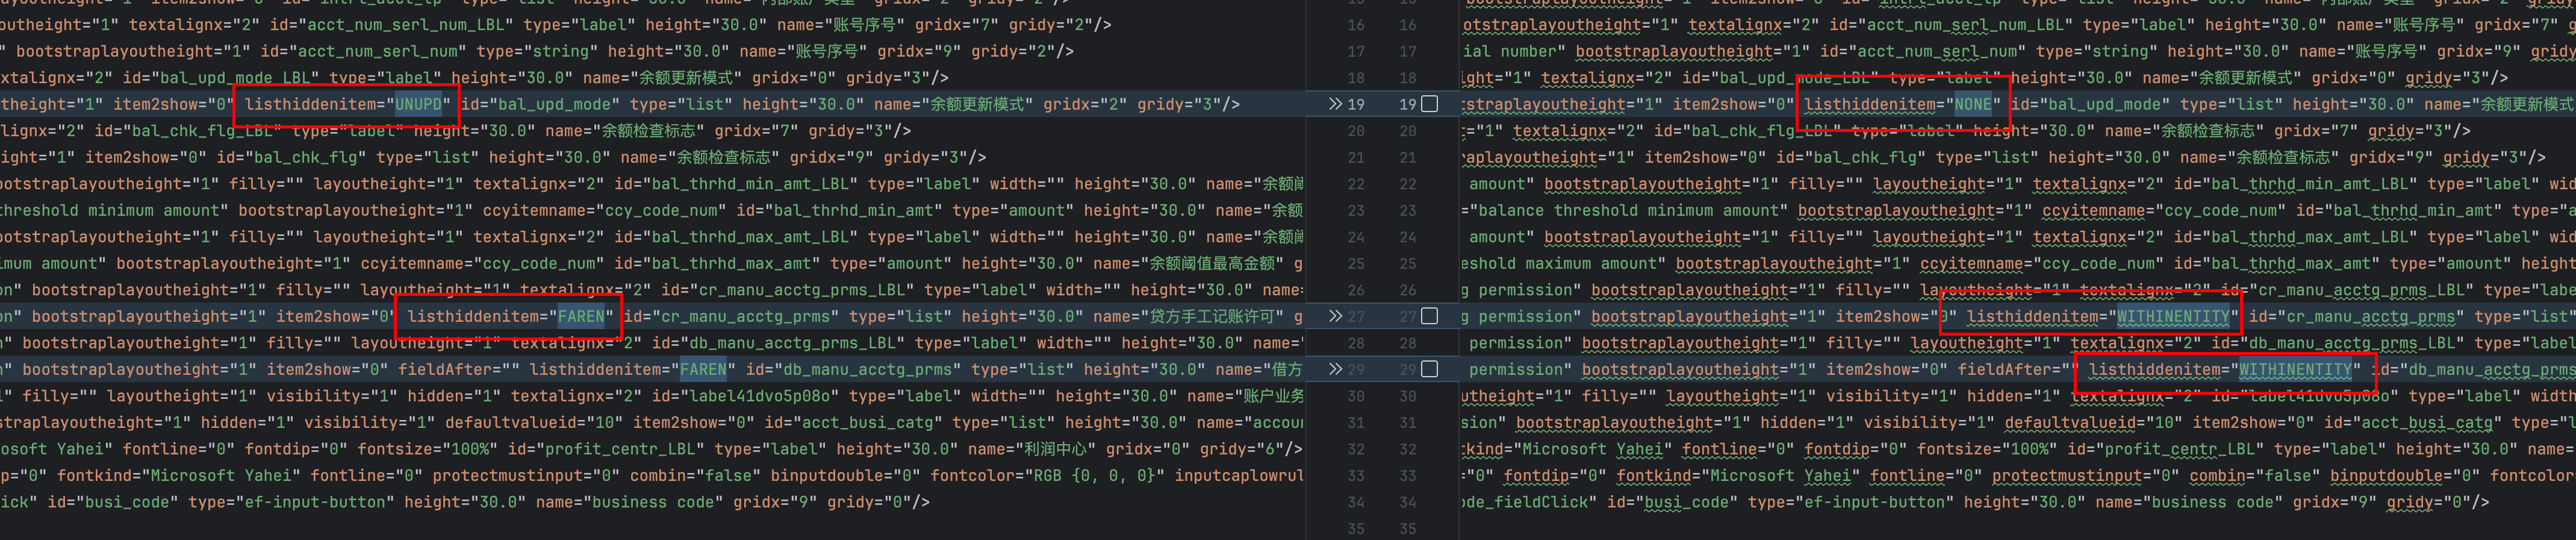 ptheight="1" textalignx="2" id="acct_num_serl_num_LBL" type="label" height="30.0" name="账号序号" gridx="7" gridy="2"/>
" bootstraplayoutheight="1" id="acct_num_serl_num" type="string" height="30.0" name="账号序号" gridx="9" gridy="2"/>
extalignx="2" id="bal_upd_mode_LBL" type="label" height="30.0" name="余额更新模式" gridx="0" gridy="3"/>
theight="1" item2show="0" listhiddenitem="UNUPD" id="bal_upd_mode" type="list" height="30.0" name="余额更新模式" gridx="2" gridy="3"/>
lignx="2" id="bal_chk_flg_LBL" type="label" height="30.0" name="余额检查标志" gridx="7" gridy="3"/>
ight="1" item2show="0" id="bal_chk_flg" type="list" height="30.0" name="余额检查标志" gridx="9" gridy="3"/>
ootstraplayoutheight="1" filly="" layoutheight="1" textalignx="2" id="bal_thrhd_min_amt_LBL" type="label" width="" height="30.0" name="余额阈
threshold minimum amount" bootstraplayoutheight="1" ccyitemname="ccy_code_num" id="bal_thrhd_min_amt" type="amount" height="30.0" name="余额
ootstraplayoutheight="1" filly="" layoutheight="1" textalignx="2" id="bal_thrhd_max_amt_LBL" type="label" width="" height="30.0" name="余额阈
imum amount" bootstraplayoutheight="1" ccyitemname="ccy_code_num" id="bal_thrhd_max_amt" type="amount" height="30.0" name="余额阈值最高金额" g
on" bootstraplayoutheight="1" filly="" layoutheight="1" textalignx="2" id="cr_manu_acctg_prms_LBL" type="label" width="" height="30.0" name=
on" bootstraplayoutheight="1" item2show="0" listhiddenitem="FAREN" id="cr_manu_acctg_prms" type="list" height="30.0" name="贷方手工记账许可" g
n" bootstraplayoutheight="1" filly="" layoutheight="1" textalignx="2" id="db_manu_acctg_prms_LBL" type="label" width="" height="30.0" name="
n" bootstraplayoutheight="1" item2show="0" fieldAfter="" listhiddenitem="FAREN" id="db_manu_acctg_prms" type="list" height="30.0" name="借方
" filly="" layoutheight="1" visibility="1" hidden="1" textalignx="2" id="label41dvo5p08o" type="label" width="" height="30.0" name="账户业务
straplayoutheight="1" hidden="1" visibility="1" defaultvalueid="10" item2show="0" id="acct_busi_catg" type="list" height="30.0" name="accou
osoft Yahei" fontline="0" fontdip="0" fontsize="100%" id="profit_centr_LBL" type="label" height="30.0" name="利润中心" gridx="0" gridy="6"/>
p="0" fontkind="Microsoft Yahei" fontline="0" protectmustinput="0" combin="false" binputdouble="0" fontcolor="RGB {0, 0, 0}" inputcaplowrul
ick" id="busi_code" type="ef-input-button" height="30.0" name="business code" gridx="9" gridy="0"/>
16 16
17 17
18 18
19 19
20 20
21 21
22 22
23 23
24 24
25 25
26 26
27 27
28 28
29 29
30 30
31 31
32 32
33 33
34 34
35 35
ootstraplayoutheight="1" textalignx="2" id="acct_num_serl_num_LBL" type="label" height="30.0" name="账号序号" gridx="7" g
ial number" bootstraplayoutheight="1" id="acct_num_serl_num" type="string" height="30.0" name="账号序号" gridx="9" gridy
ight="1" textalignx="2" id="bal_upd_mode_LBL" type="label" height="30.0" name="余额更新模式" gridx="0" gridy="3"/>
tstraplayoutheight="1" item2show="0" listhiddenitem="NONE" id="bal_upd_mode" type="list" height="30.0" name="余额更新模式
t="1" textalignx="2" id="bal_chk_flg_LBL" type="label" height="30.0" name="余额检查标志" gridx="7" gridy="3"/>
raplayoutheight="1" item2show="0" id="bal_chk_flg" type="list" height="30.0" name="余额检查标志" gridx="9" gridy="3"/>
amount" bootstraplayoutheight="1" filly="" layoutheight="1" textalignx="2" id="bal_thrhd_min_amt_LBL" type="label" wid
="balance threshold minimum amount" bootstraplayoutheight="1" ccyitemname="ccy_code_num" id="bal_thrhd_min_amt" type="a
amount" bootstraplayoutheight="1" filly="" layoutheight="1" textalignx="2" id="bal_thrhd_max_amt_LBL" type="label" wid
eshold maximum amount" bootstraplayoutheight="1" ccyitemname="ccy_code_num" id="bal_thrhd_max_amt" type="amount" height
g permission" bootstraplayoutheight="1" filly="" layoutheight="1" textalignx="2" id="cr_manu_acctg_prms_LBL" type="labe
g permission" bootstraplayoutheight="1" item2show="0" listhiddenitem="WITHINENTITY" id="cr_manu_acctg_prms" type="list"
permission" bootstraplayoutheight="1" filly="" layoutheight="1" textalignx="2" id="db_manu_acctg_prms_LBL" type="label
permission" bootstraplayoutheight="1" item2show="0" fieldAfter="" listhiddenitem="WITHINENTITY" id="db_manu_acctg_prms
utheight="1" filly="" layoutheight="1" visibility="1" hidden="1" textalignx="2" id="label41dvo5p08o" type="label" width
sion" bootstraplayoutheight="1" hidden="1" visibility="1" defaultvalueid="10" item2show="0" id="acct_busi_catg" type="l
tkind="Microsoft Yahei" fontline="0" fontdip="0" fontsize="100%" id="profit_centr_LBL" type="label" height="30.0" name=
="0" fontdip="0" fontkind="Microsoft Yahei" fontline="0" protectmustinput="0" combin="false" binputdouble="0" fontcolor
ode_fieldClick" id="busi_code" type="ef-input-button" height="30.0" name="business code" gridx="9" gridy="0"/>